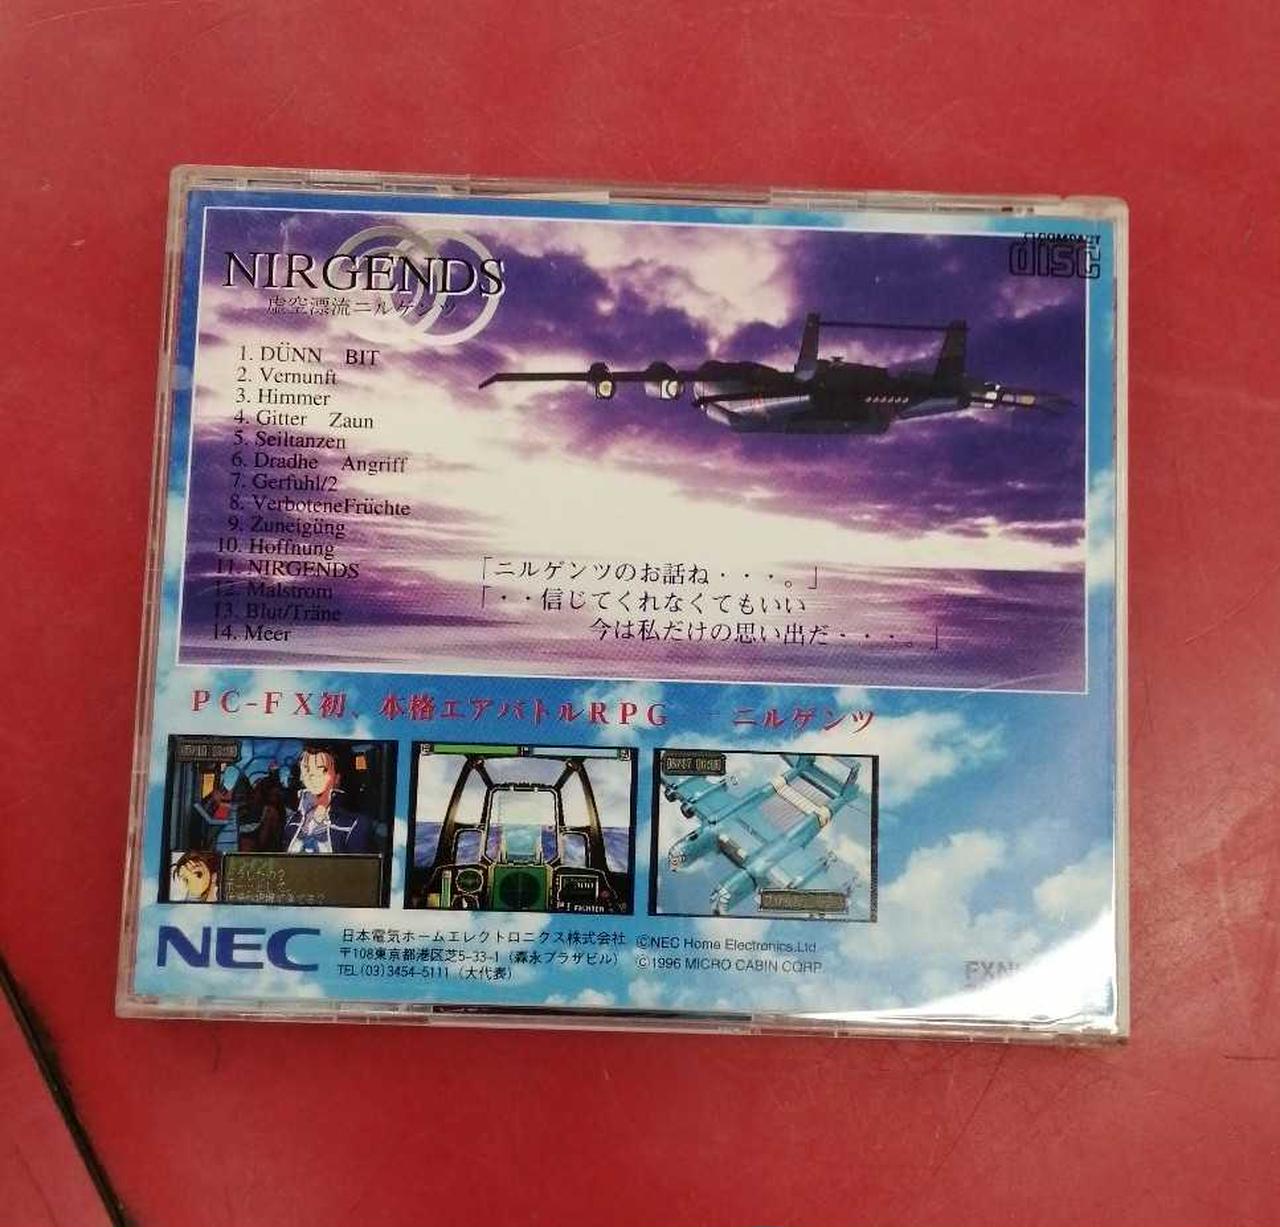 COMPACT
disc
NIRGENDS
虚空漂流ニルゲンツ
1. DÜNN BIT
2. Vernunft
3. Himmer
4. Gitter Zaun
5. Seiltanzen
6. Dradhe Angriff
7. Gerfuhl/2
8. VerboteneFrüchte
9. Zuneigüng
10. Hoffnung
11. NIRGENDS
12. Malstrom
13. Blut/Träne
14. Meer
「ニルゲンツのお話ね・・・。」
「・・信じてくれなくてもいい
今は私だけの思い出だ・・・。」
PC-FX初、本格エアバトルRPG ── ニルゲンツ
NEC
日本電気ホームエレクトロニクス株式会社
〒108東京都港区芝5-33-1（森永プラザビル）
TEL(03)3454-5111（大代表）
©NEC Home Electronics.Ltd
©1996 MICRO CABIN CORP.